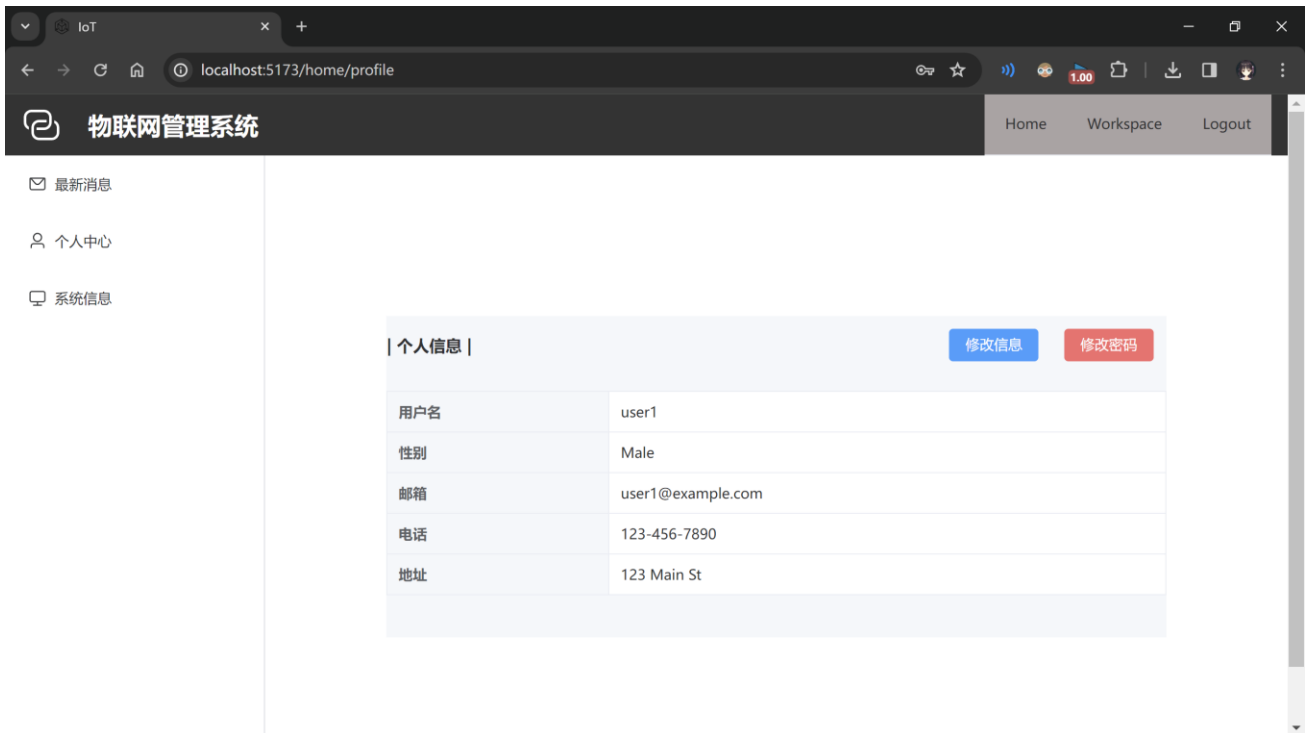 IoT
localhost:5173/home/profile
1.00
物联网管理系统
Home Workspace Logout
最新消息
个人中心
系统信息
| 个人信息 |
修改信息 修改密码
用户名 user1
性别 Male
邮箱 user1@example.com
电话 123-456-7890
地址 123 Main St